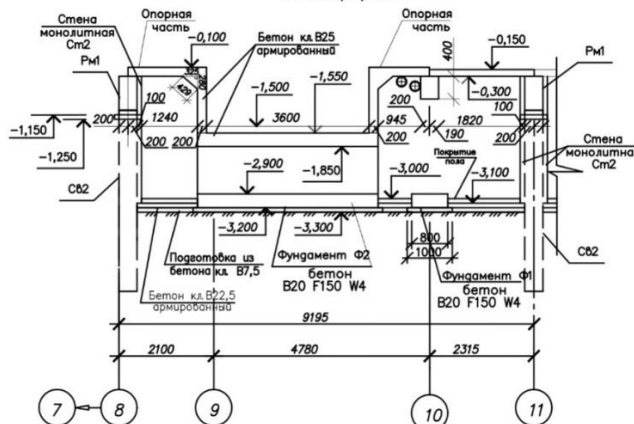 Опорная
часть
Стена
монолитная
Ст2
Рм1
-0,100
280
429
Бетон кл.В25
армированный
-1,550
-1,500
3600
Опорная
часть
400
-0,150
Рм1
-0,300
100
200
945
1820
190
200
200
100
1240
200
200
200
-1,150
-1,250
-1,850
-2,900
-3,000
Покрытие
пола
-3,100
Стена
монолитная
Ст2
Св2
-3,200
-3,300
Подготовка из
бетона кл. В7,5
Фундамент Ф2
бетон
В20 F150 W4
800
1000
Фундамент Ф1
бетон
В20 F150 W4
Св2
Бетон кл.В22,5
армированный
9195
2100
4780
2315
7
8
9
10
11